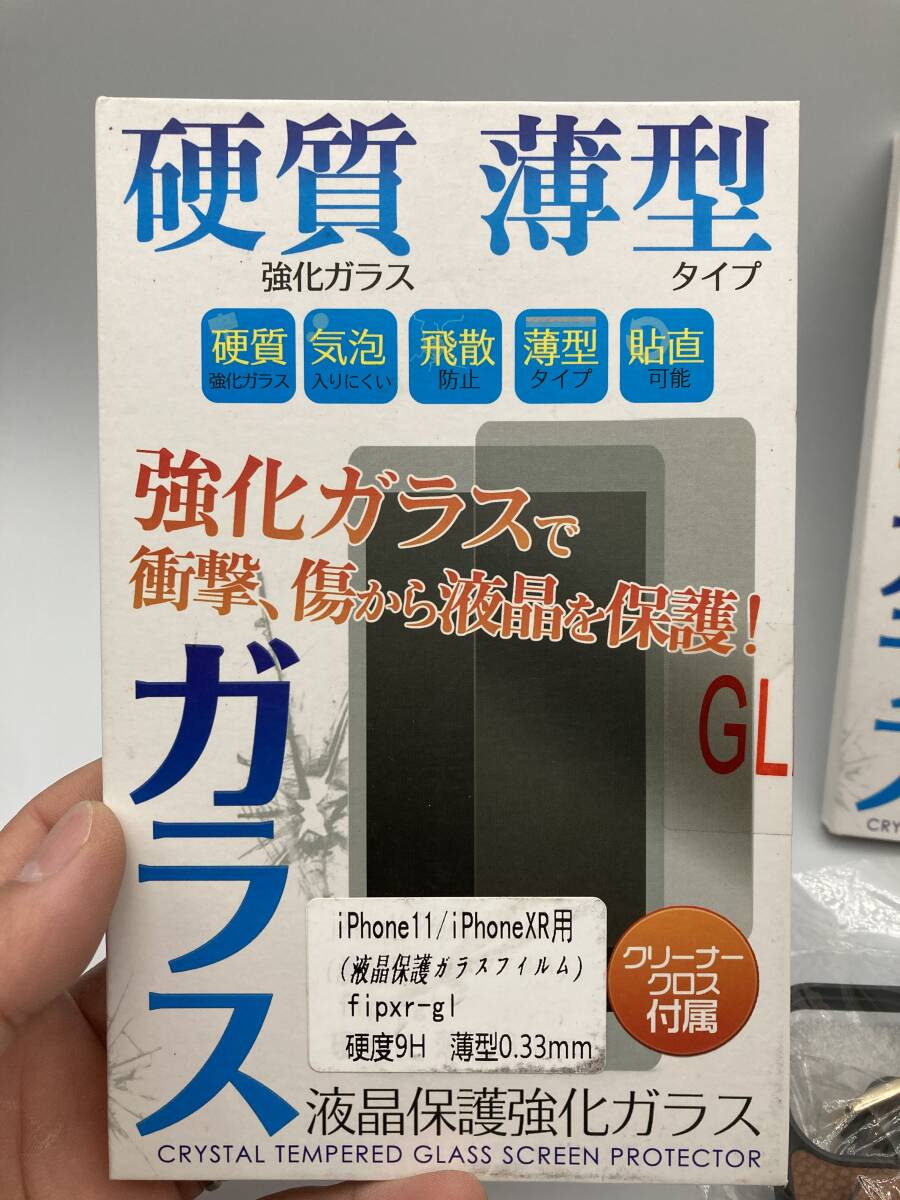 硬質 薄型
強化ガラス タイプ
硬質 気泡 飛散 薄型 貼直
強化ガラス 入りにくい 防止 タイプ 可能
強化ガラスで
衝撃、傷から液晶を保護!
ガラス
GL
iPhone11/iPhoneXR用
(液晶保護ガラスフィルム)
fipxr-gl
硬度9H 薄型0.33mm
クリーナー
クロス
付属
液晶保護強化ガラス
CRYSTAL TEMPERED GLASS SCREEN PROTECTOR